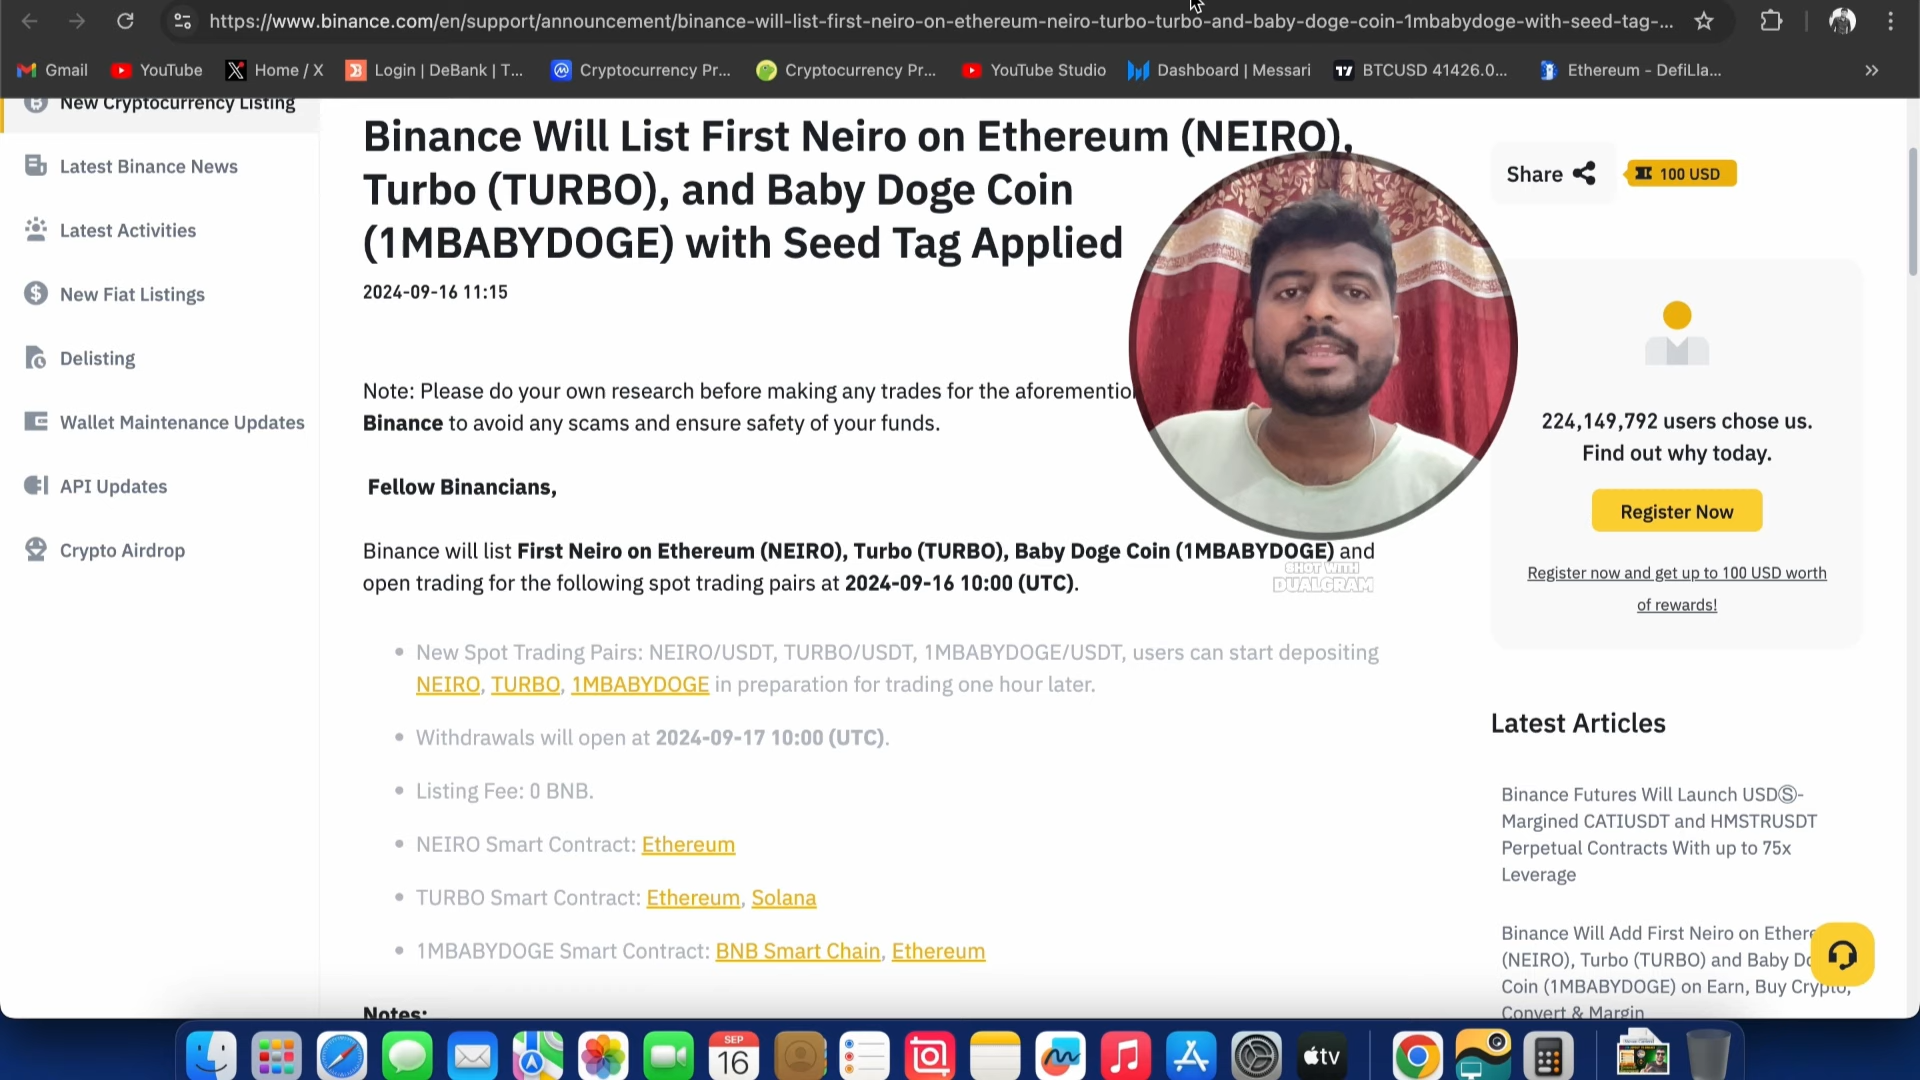 https://www.binance.com/en/support/announcement/binance-will-list-first-neiro-on-ethereum-neiro-turbo-turbo-and-baby-doge-coin-1mbabydoge-with-seed-tag-...
Gmail YouTube Home / X Login | DeBank | T... Cryptocurrency Pr... Cryptocurrency Pr... YouTube Studio Dashboard | Messari BTCUSD 41426.0... Ethereum - DefiLla...
New Cryptocurrency Listing
Latest Binance News
Latest Activities
New Fiat Listings
Delisting
Wallet Maintenance Updates
API Updates
Crypto Airdrop
Binance Will List First Neiro on Ethereum (NEIRO),
Turbo (TURBO), and Baby Doge Coin
(1MBABYDOGE) with Seed Tag Applied
2024-09-16 11:15
Note: Please do your own research before making any trades for the aforementio
Binance to avoid any scams and ensure safety of your funds.
Fellow Binancians,
Binance will list First Neiro on Ethereum (NEIRO), Turbo (TURBO), Baby Doge Coin (1MBABYDOGE) and
open trading for the following spot trading pairs at 2024-09-16 10:00 (UTC).
SHOT WITH
DUALGRAM
• New Spot Trading Pairs: NEIRO/USDT, TURBO/USDT, 1MBABYDOGE/USDT, users can start depositing
NEIRO, TURBO, 1MBABYDOGE in preparation for trading one hour later.
• Withdrawals will open at 2024-09-17 10:00 (UTC).
• Listing Fee: 0 BNB.
• NEIRO Smart Contract: Ethereum
• TURBO Smart Contract: Ethereum, Solana
• 1MBABYDOGE Smart Contract: BNB Smart Chain, Ethereum
Notes:
Share
100 USD
224,149,792 users chose us.
Find out why today.
Register Now
Register now and get up to 100 USD worth
of rewards!
Latest Articles
Binance Futures Will Launch USDⓈ-
Margined CATIUSDT and HMSTRUSDT
Perpetual Contracts With up to 75x
Leverage
Binance Will Add First Neiro on Ethere
(NEIRO), Turbo (TURBO) and Baby Do
Coin (1MBABYDOGE) on Earn, Buy Crypto,
Convert & Margin
SEP
16
tv